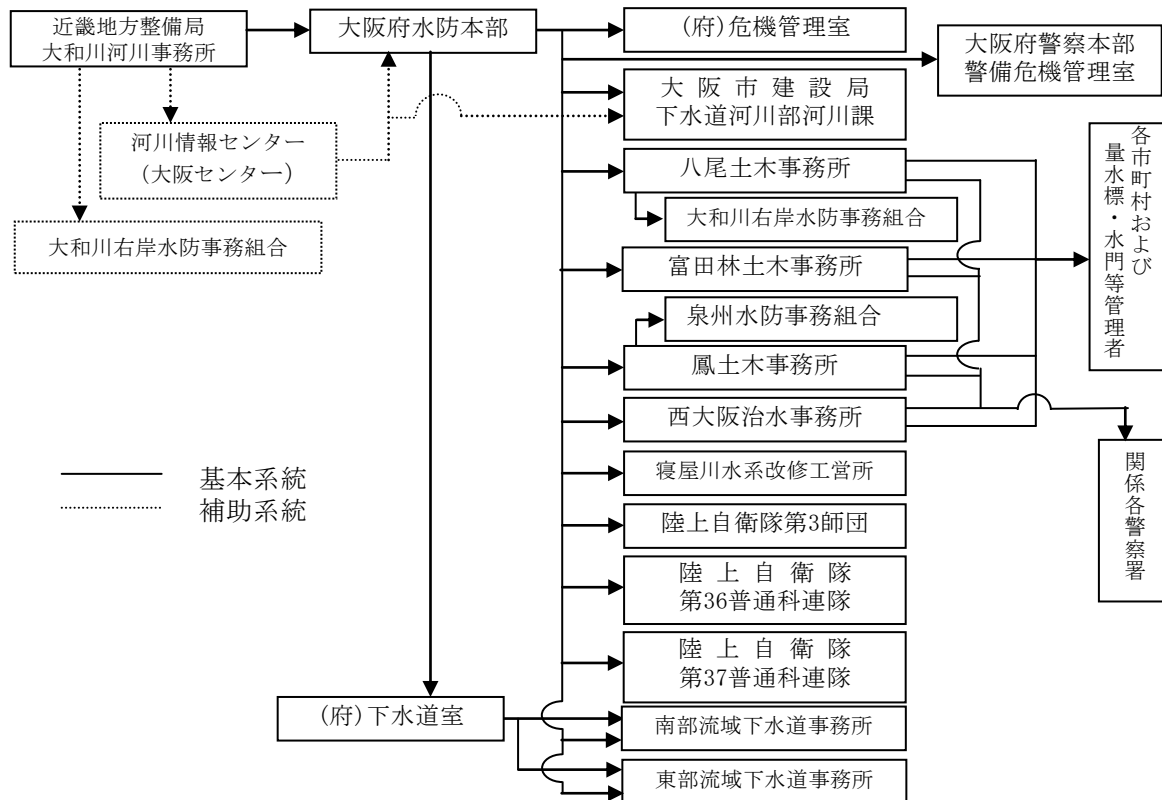 近畿地方整備局
大和川河川事務所
大阪府水防本部
(府)危機管理室
大阪府警察本部
警備危機管理室
大阪市建設局
下水道河川部河川課
河川情報センター
(大阪センター)
大和川右岸水防事務組合
八尾土木事務所
大和川右岸水防事務組合
富田林土木事務所
泉州水防事務組合
鳳土木事務所
西大阪治水事務所
各市町村および
量水標・水門等管理者
寝屋川水系改修工営所
陸上自衛隊第3師団
陸上自衛隊
第36普通科連隊
陸上自衛隊
第37普通科連隊
関係各警察署
基本系統
補助系統
(府)下水道室
南部流域下水道事務所
東部流域下水道事務所